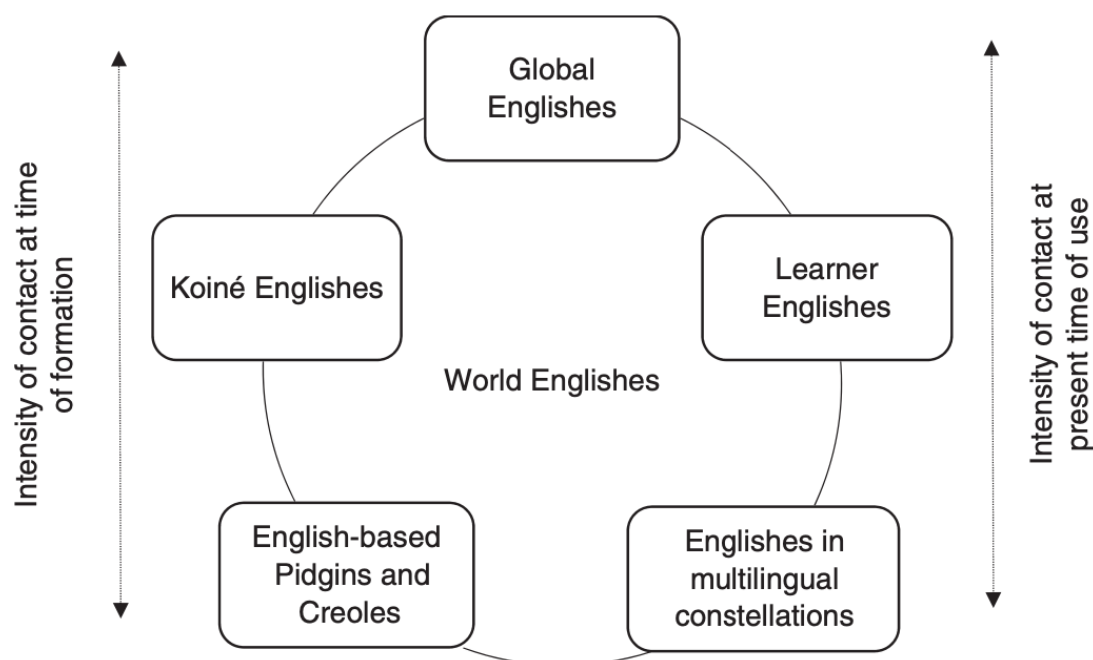 Global
Englishes
Koiné Englishes
Learner
Englishes
World Englishes
English-based
Pidgins and
Creoles
Englishes in
multilingual
constellations
Intensity of contact at time
of formation
Intensity of contact at
present time of use